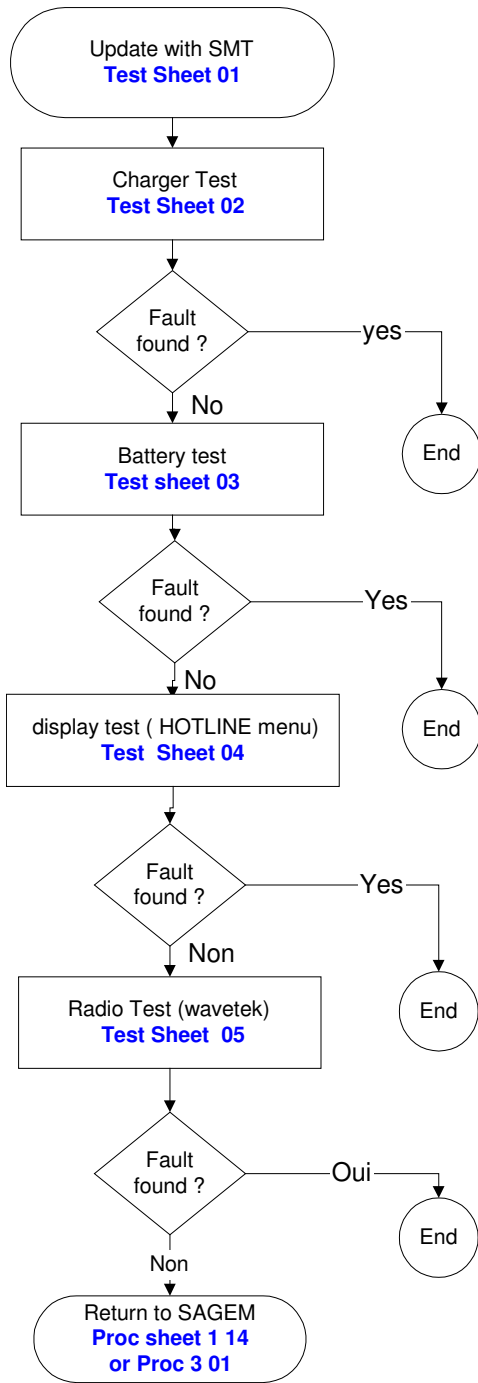 Update with SMT
Test Sheet 01
Charger Test
Test Sheet 02
Fault
found ?
yes
No
End
Battery test
Test sheet 03
Fault
found ?
Yes
No
End
display test ( HOTLINE menu)
Test Sheet 04
Fault
found ?
Yes
Non
End
Radio Test (wavetek)
Test Sheet 05
Fault
found ?
Oui
End
Non
Return to SAGEM
Proc sheet 1 14
or Proc 3 01